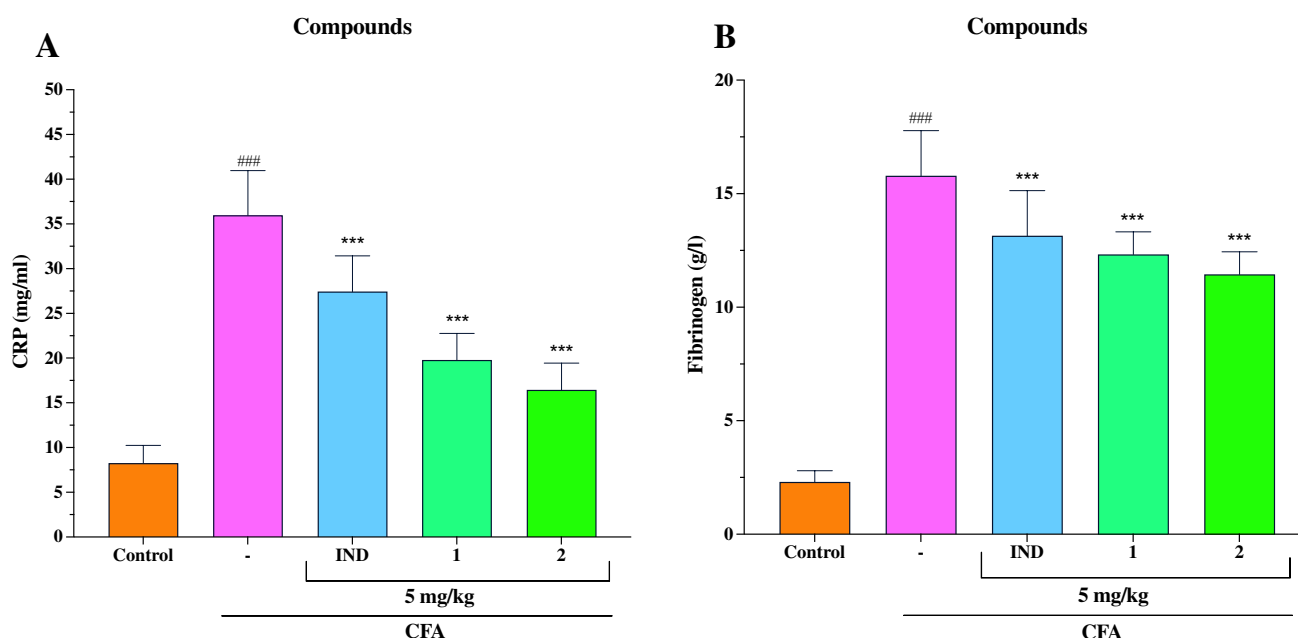 Compounds
A
50
45
40
35
30
25
20
15
10
5
0
CRP (mg/ml)
###
***
***
***
Control - IND 1 2
5 mg/kg
CFA
Compounds
B
20
15
10
5
0
Fibrinogen (g/l)
###
***
***
***
Control - IND 1 2
5 mg/kg
CFA